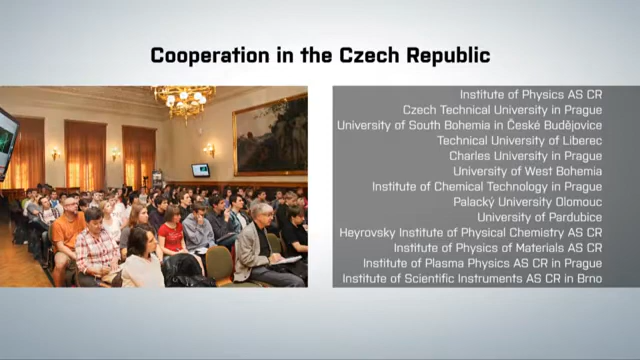 Cooperation in the Czech Republic
Institute of Physics AS CR
Czech Technical University in Prague
University of South Bohemia in České Budějovice
Technical University of Liberec
Charles University in Prague
University of West Bohemia
Institute of Chemical Technology in Prague
Palacký University Olomouc
University of Pardubice
Heyrovsky Institute of Physical Chemistry AS CR
Institute of Physics of Materials AS CR
Institute of Plasma Physics AS CR in Prague
Institute of Scientific Instruments AS CR in Brno